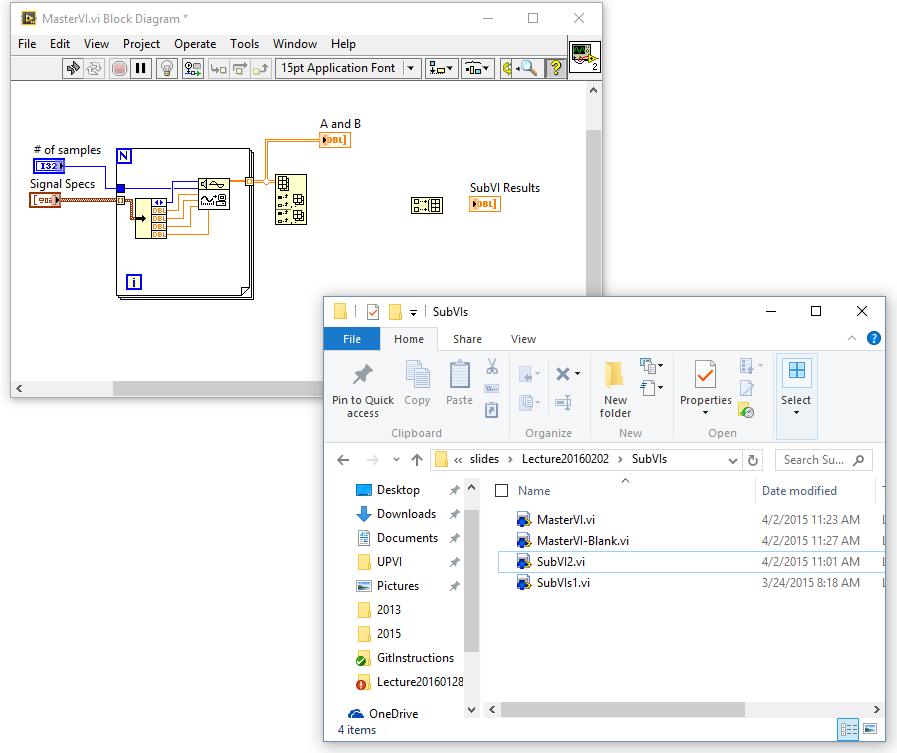 MasterVI.vi Block Diagram *
File Edit View Project Operate Tools Window Help
15pt Application Font
2
A and B
DBL]
# of samples
I32
Signal Specs
N
SubVI Results
DBL]
DBL
DBL
DBL
DBL
i
SubVIs
File Home Share View
Pin to Quick access
Copy
Paste
New folder
Properties
Select
Clipboard
Organize
New
Open
« slides › Lecture20160202 › SubVIs
Search Su...
Name
Date modified
Desktop
Downloads
Documents
UPVI
Pictures
2013
2015
GitInstructions
Lecture20160128
OneDrive
MasterVI.vi 4/2/2015 11:23 AM
MasterVI-Blank.vi 4/2/2015 11:27 AM
SubVI2.vi 4/2/2015 11:01 AM
SubVIs1.vi 3/24/2015 8:18 AM
4 items